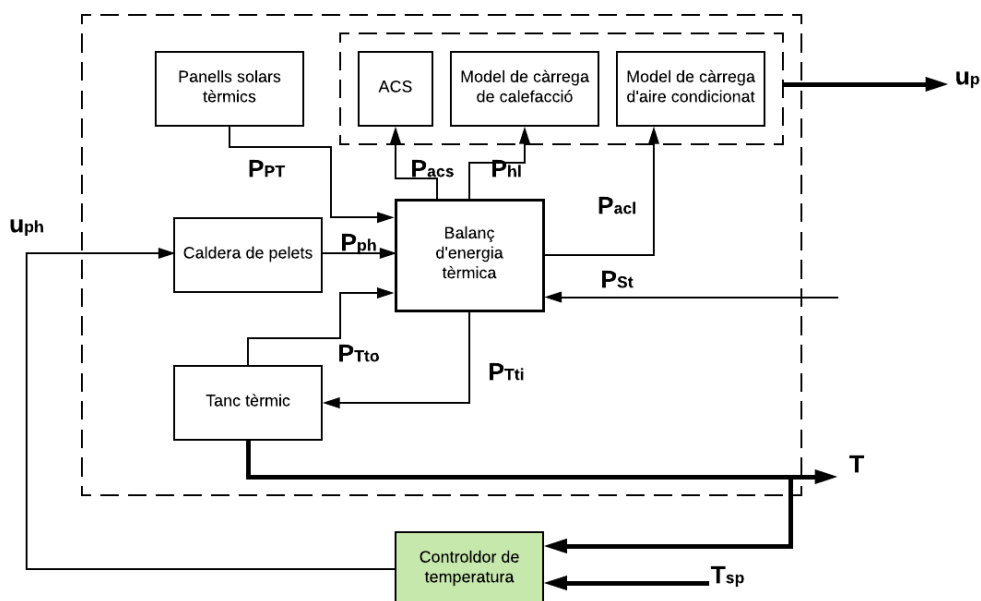 Panells solars
tèrmics
ACS
Model de càrrega
de calefacció
Model de càrrega
d'aire condicionat
up
PPT
Pacs
Phl
Pacl
uph
Caldera de pelets
Pph
Balanç
d'energia
tèrmica
PSt
PTto
PTti
Tanc tèrmic
T
Controldor de
temperatura
Tsp